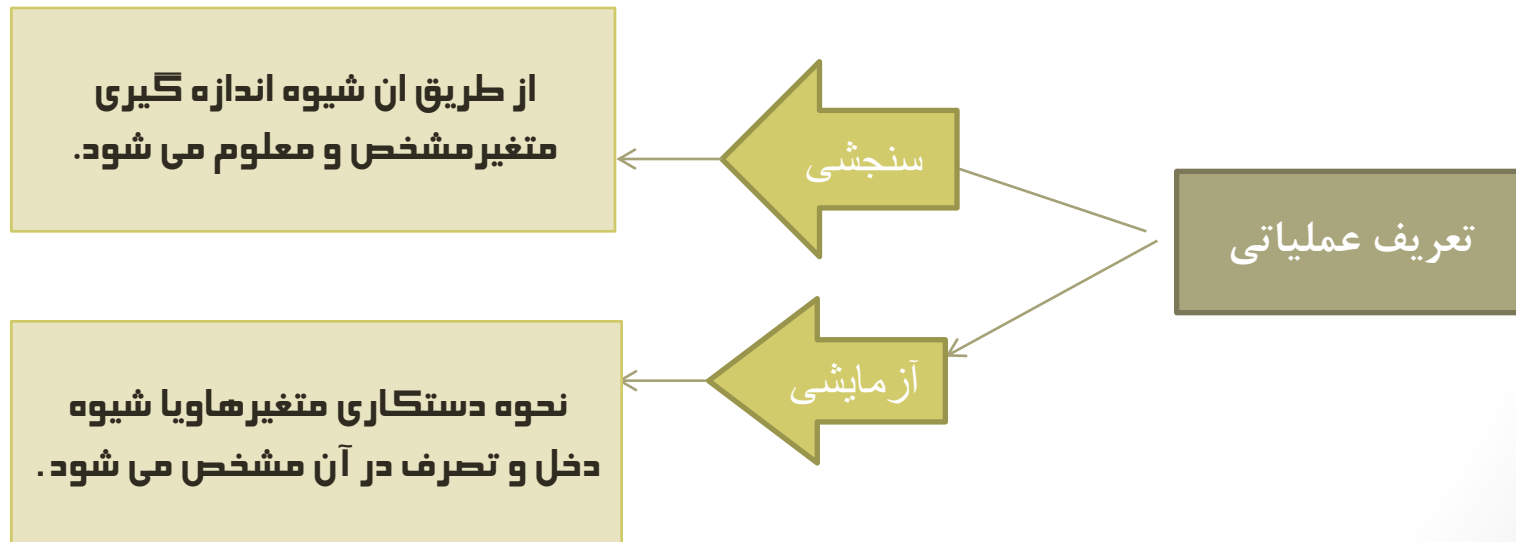 تعریف عملیاتی
سنجشی
از طریق ان شیوه اندازه گیری
متغیرمشخص و معلوم می شود.
آزمایشی
نحوه دستکاری متغیرهاویا شیوه
دخل و تصرف در آن مشخص می شود .